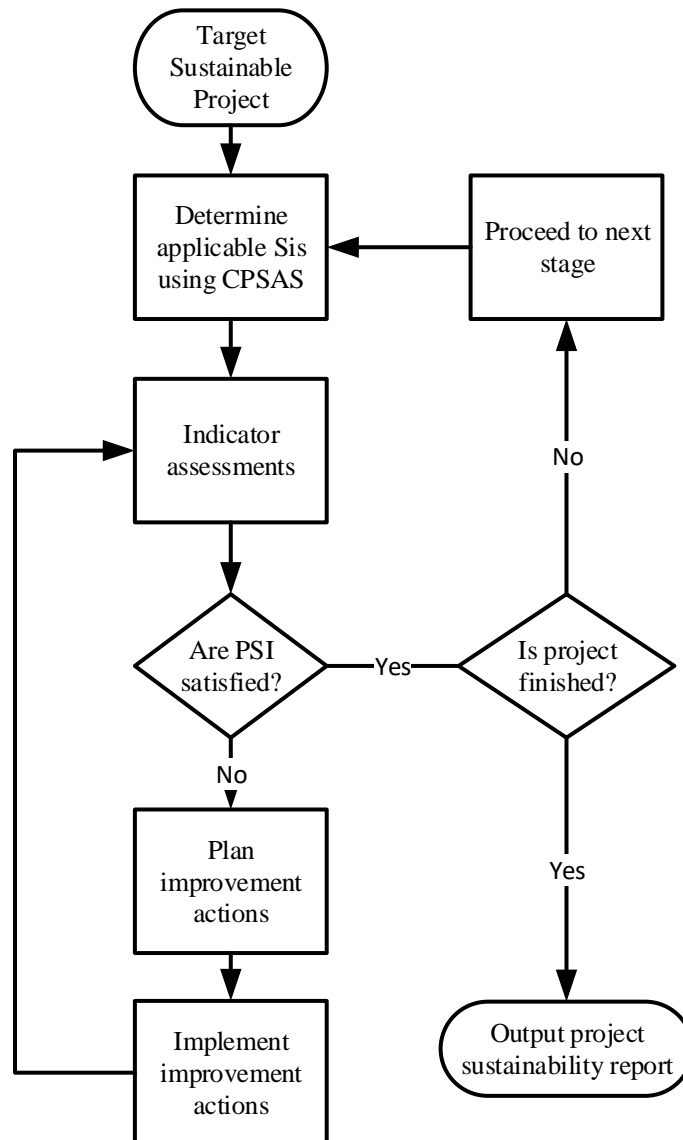 Target
Sustainable
Project
Determine
applicable Sis
using CPSAS
Proceed to next
stage
Indicator
assessments
No
Are PSI
satisfied?
Yes
Is project
finished?
No
Plan
improvement
actions
Yes
Implement
improvement
actions
Output project
sustainability report